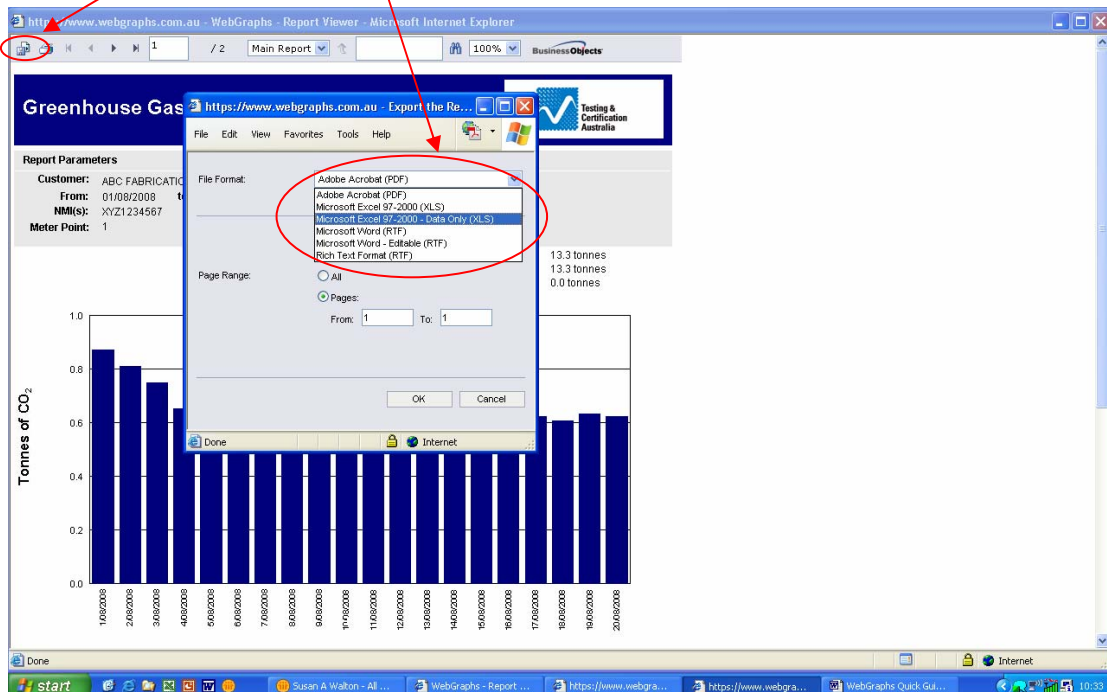 https://www.webgraphs.com.au - WebGraphs - Report Viewer - Microsoft Internet Explorer
1 / 2 Main Report 100% BusinessObjects
Greenhouse Gas
Testing &
Certification
Australia
Report Parameters
Customer: ABC FABRICATIO
From: 01/08/2008 t
NMI(s): XYZ1234567
Meter Point: 1
13.3 tonnes
13.3 tonnes
0.0 tonnes
https://www.webgraphs.com.au - Export the Re...
File Edit View Favorites Tools Help
File Format: Adobe Acrobat (PDF)
Adobe Acrobat (PDF)
Microsoft Excel 97-2000 (XLS)
Microsoft Excel 97-2000 - Data Only (XLS)
Microsoft Word (RTF)
Microsoft Word - Editable (RTF)
Rich Text Format (RTF)
Page Range: All
Pages:
From: 1 To: 1
OK Cancel
Done Internet
Tonnes of CO2
1.0
0.8
0.6
0.4
0.2
0.0
1/08/2008
2/08/2008
3/08/2008
4/08/2008
5/08/2008
6/08/2008
7/08/2008
8/08/2008
9/08/2008
11/08/2008
12/08/2008
13/08/2008
14/08/2008
15/08/2008
16/08/2008
17/08/2008
18/08/2008
19/08/2008
20/08/2008
Done Internet
start Susan A Walton - All ... WebGraphs - Report ... https://www.webgra... https://www.webgra... WebGraphs Quick Gui... 10:33